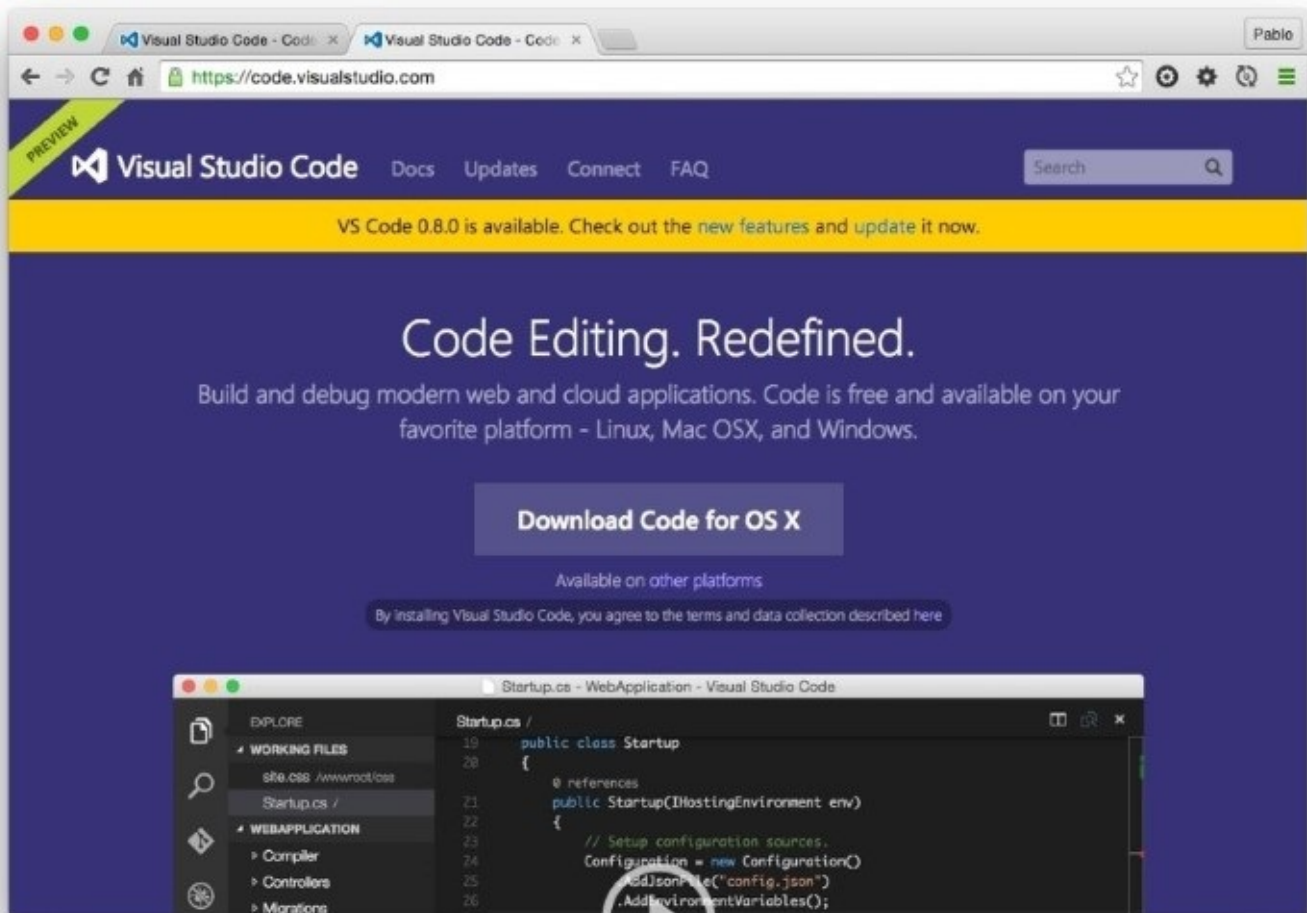 Visual Studio Code - Code
Visual Studio Code - Code
Pablo
https://code.visualstudio.com
PREVIEW
Visual Studio Code Docs Updates Connect FAQ Search
VS Code 0.8.0 is available. Check out the new features and update it now.
Code Editing. Redefined.
Build and debug modern web and cloud applications. Code is free and available on your
favorite platform - Linux, Mac OSX, and Windows.
Download Code for OS X
Available on other platforms
By installing Visual Studio Code, you agree to the terms and data collection described here
Startup.cs - WebApplication - Visual Studio Code
EXPLORE
WORKING FILES
site.css /wwwroot/css
Startup.cs /
WEBAPPLICATION
Compiler
Controllers
Migrations
Startup.cs /
19 public class Startup
20 {
0 references
21 public Startup(IHostingEnvironment env)
22 {
23 // Setup configuration sources.
24 Configuration = new Configuration()
25 .AddJsonFile("config.json")
26 .AddEnvironmentVariables();